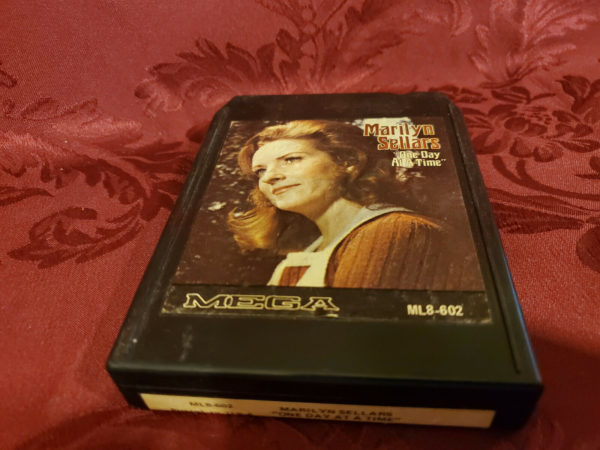 Marilyn
Sellars
"One Day
At A Time"
MEGA
ML8-602
ML8-602
MARILYN SELLARS
"ONE DAY AT A TIME"